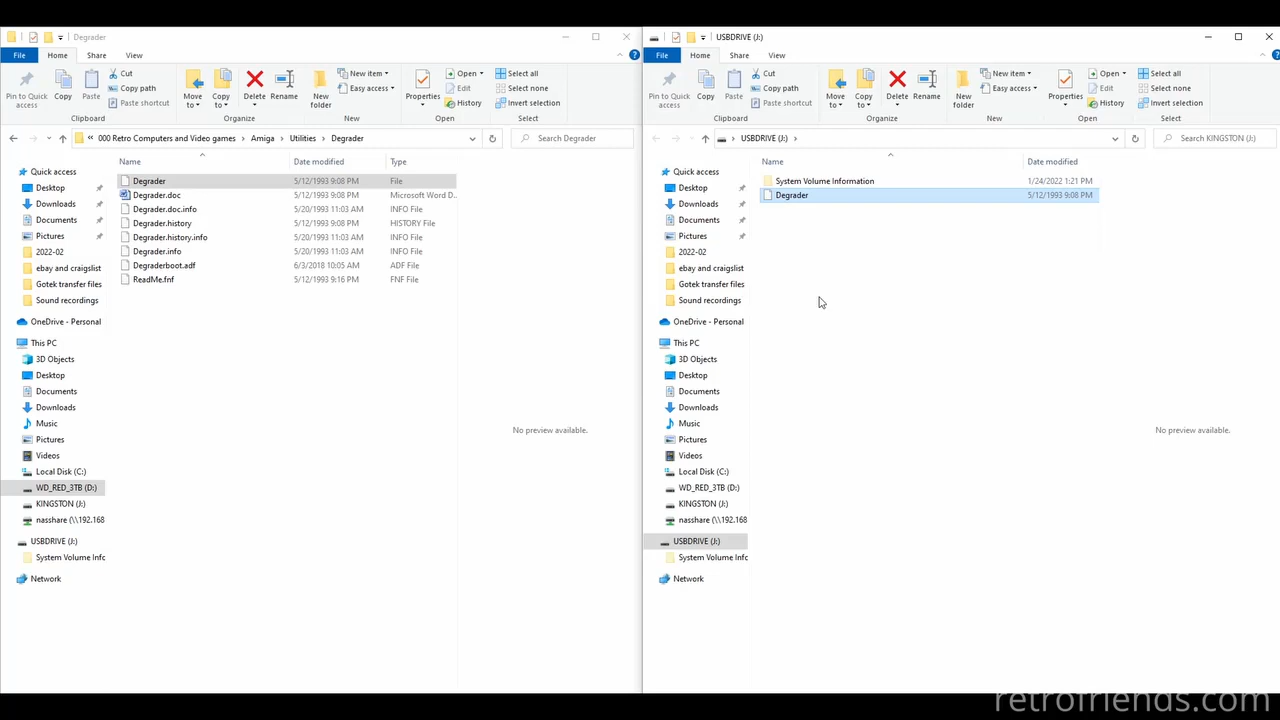 Degrader
File Home Share View
Pin to Quick access
Copy
Paste
Cut
Copy path
Paste shortcut
Clipboard
Move to
Copy to
Delete
Rename
Organize
New folder
New item
Easy access
New
Properties
Open
Edit
History
Open
Select all
Select none
Invert selection
Select
« 000 Retro Computers and Video games > Amiga > Utilities > Degrader
Search Degrader
Quick access
Desktop
Downloads
Documents
Pictures
2022-02
ebay and craigslist
Gotek transfer files
Sound recordings
OneDrive - Personal
This PC
3D Objects
Desktop
Documents
Downloads
Music
Pictures
Videos
Local Disk (C:)
WD_RED_3TB (D:)
KINGSTON (J:)
nasshare (\\192.168
USBDRIVE (J:)
System Volume Infc
Network
Name Date modified Type
Degrader 5/12/1993 9:08 PM File
Degrader.doc 5/12/1993 9:08 PM Microsoft Word D...
Degrader.doc.info 5/20/1993 11:03 AM INFO File
Degrader.history 5/12/1993 9:08 PM HISTORY File
Degrader.history.info 5/20/1993 11:03 AM INFO File
Degrader.info 5/20/1993 11:03 AM INFO File
Degraderboot.adf 6/3/2018 10:05 AM ADF File
ReadMe.fnf 5/12/1993 9:16 PM FNF File
No preview available.
USBDRIVE (J:)
File Home Share View
Pin to Quick access
Copy
Paste
Cut
Copy path
Paste shortcut
Clipboard
Move to
Copy to
Delete
Rename
Organize
New folder
New item
Easy access
New
Properties
Open
Edit
History
Open
Select all
Select none
Invert selection
Select
> USBDRIVE (J:) >
Search KINGSTON (J:)
Quick access
Desktop
Downloads
Documents
Pictures
2022-02
ebay and craigslist
Gotek transfer files
Sound recordings
OneDrive - Personal
This PC
3D Objects
Desktop
Documents
Downloads
Music
Pictures
Videos
Local Disk (C:)
WD_RED_3TB (D:)
KINGSTON (J:)
nasshare (\\192.168
USBDRIVE (J:)
System Volume Infc
Network
Name Date modified
System Volume Information 1/24/2022 1:21 PM
Degrader 5/12/1993 9:08 PM
No preview available.
retrofriends.com